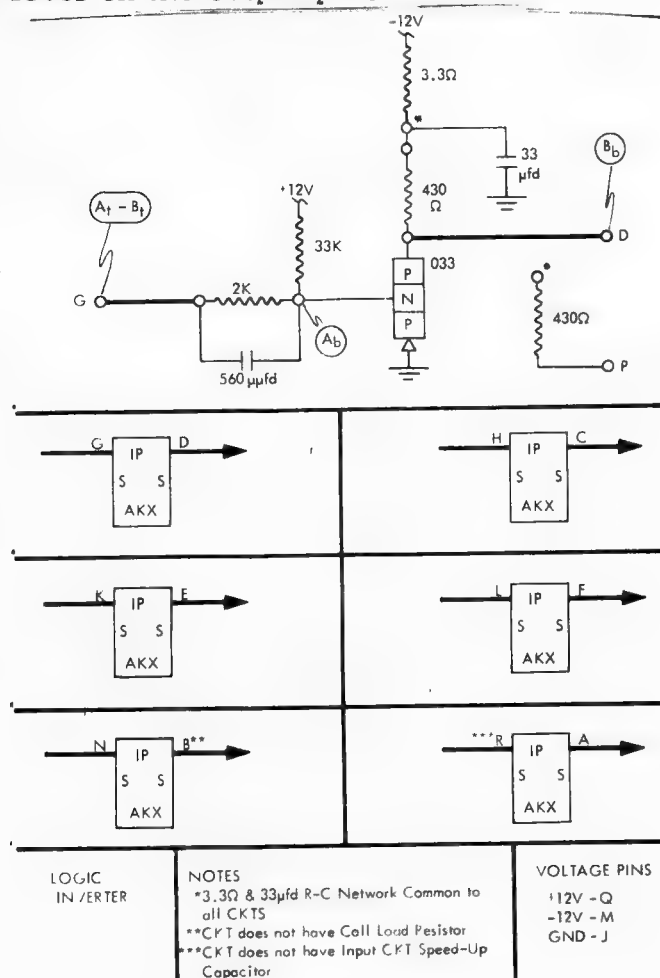 -12V
3.3Ω
*
33
μfd
Bb
At - Bt
+12V
430
Ω
D
33K
P
033
*
2K
N
G
P
430Ω
Ab
560 μμfd
P
G IP D
S S
AKX
H IP C
S S
AKX
K IP E
S S
AKX
L IP F
S S
AKX
N IP B**
S S
AKX
***R IP A
S S
AKX
LOGIC
IN /ERTER
NOTES
*3.3Ω & 33μfd R-C Network Common to
all CKTS
**CKT does not have Coll Load Resistor
***CKT does not have Input CKT Speed-Up
Capacitor
VOLTAGE PINS
+12V - Q
-12V - M
GND - J